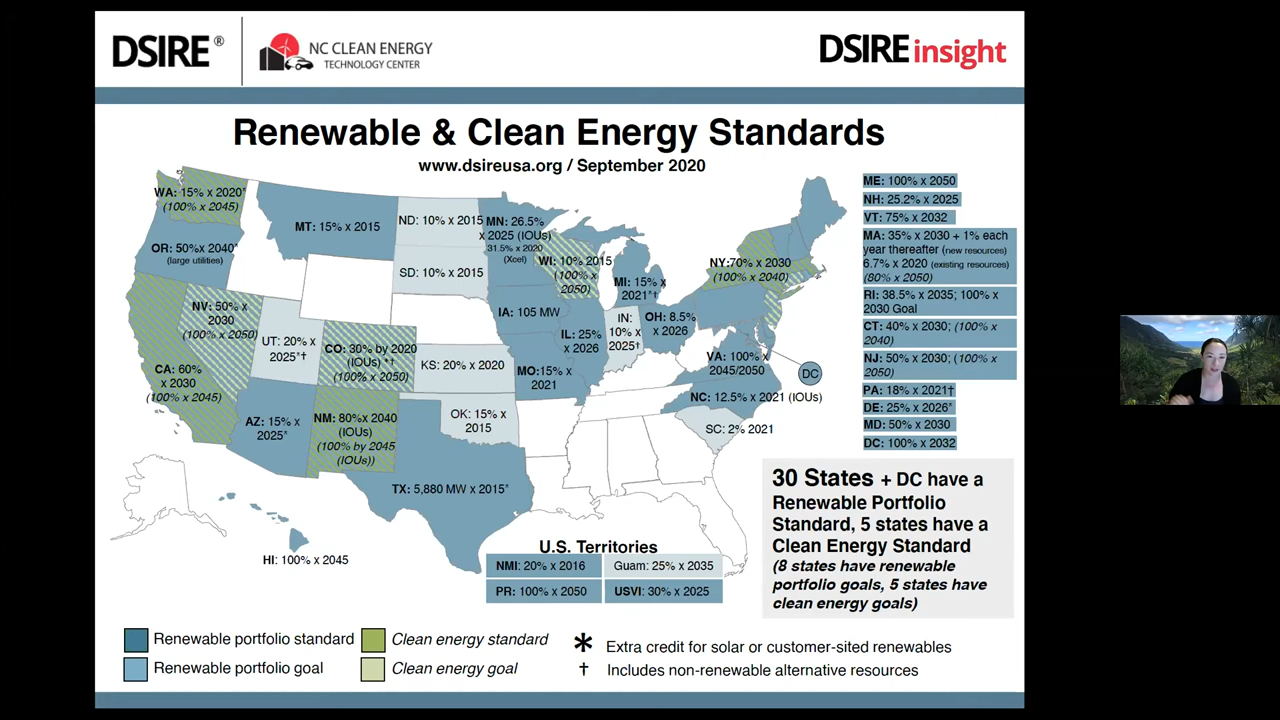 DSIRE®
NC CLEAN ENERGY
TECHNOLOGY CENTER
DSIRE insight
Renewable & Clean Energy Standards
www.dsireusa.org / September 2020
WA: 15% x 2020*
(100% x 2045)
OR: 50%x 2040*
(large utilities)
CA: 60%
x 2030
(100% x 2045)
NV: 50% x
2030
(100% x 2050)
MT: 15% x 2015
UT: 20% x
2025*†
AZ: 15% x
2025*
CO: 30% by 2020
(IOUs) *†
(100% x 2050)
NM: 80%x 2040
(IOUs)
(100% by 2045
(IOUs))
ND: 10% x 2015
SD: 10% x 2015
KS: 20% x 2020
OK: 15% x
2015
TX: 5,880 MW x 2015*
MN: 26.5%
x 2025 (IOUs)
31.5% x 2020
(Xcel)
IA: 105 MW
MO:15% x
2021
WI: 10% 2015
(100% x
2050)
IL: 25%
x 2026
MI: 15% x
2021*†
IN:
10% x
2025†
OH: 8.5%
x 2026
NY:70% x 2030
(100% x 2040)
VA: 100% x
2045/2050
DC
NC: 12.5% x 2021 (IOUs)
SC: 2% 2021
HI: 100% x 2045
ME: 100% x 2050
NH: 25.2% x 2025
VT: 75% x 2032
MA: 35% x 2030 + 1% each
year thereafter (new resources)
6.7% x 2020 (existing resources)
(80% x 2050)
RI: 38.5% x 2035; 100% x
2030 Goal
CT: 40% x 2030; (100% x
2040)
NJ: 50% x 2030; (100% x
2050)
PA: 18% x 2021†
DE: 25% x 2026*
MD: 50% x 2030
DC: 100% x 2032
30 States + DC have a
Renewable Portfolio
Standard, 5 states have a
Clean Energy Standard
(8 states have renewable
portfolio goals, 5 states have
clean energy goals)
U.S. Territories
NMI: 20% x 2016
Guam: 25% x 2035
PR: 100% x 2050
USVI: 30% x 2025
Renewable portfolio standard
Clean energy standard
* Extra credit for solar or customer-sited renewables
Renewable portfolio goal
Clean energy goal
† Includes non-renewable alternative resources